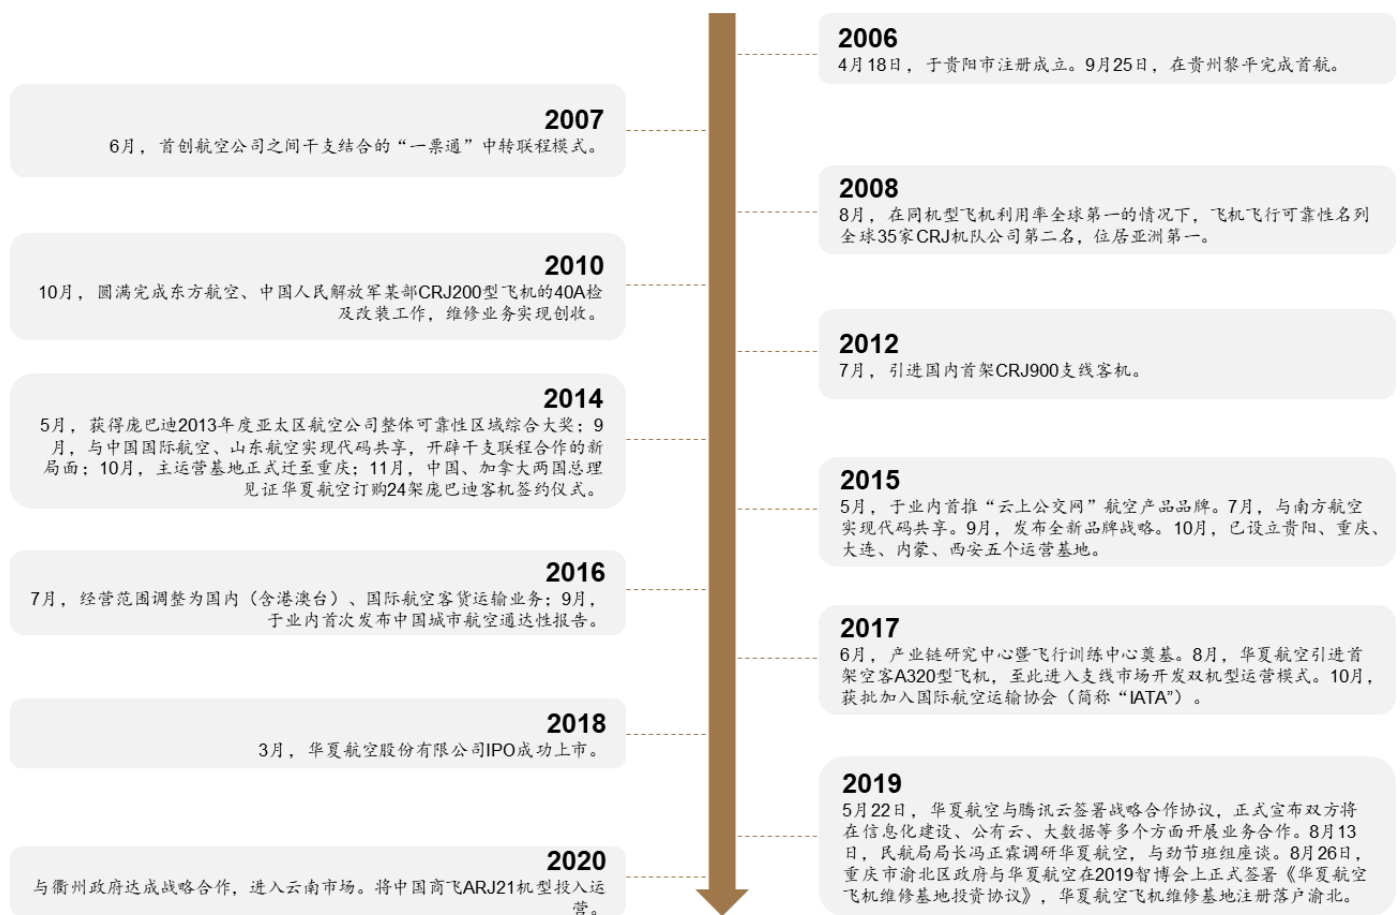 2006
4月18日，于贵阳市注册成立。9月25日，在贵州黎平完成首航。
2007
6月，首创航空公司之间干支结合的“一票通”中转联程模式。
2008
8月，在同机型飞机利用率全球第一的情况下，飞机飞行可靠性名列
全球35家CRJ机队公司第二名，位居亚洲第一。
2010
10月，圆满完成东方航空、中国人民解放军某部CRJ200型飞机的40A检
及改装工作，维修业务实现创收。
2012
7月，引进国内首架CRJ900支线客机。
2014
5月，获得庞巴迪2013年度亚太区航空公司整体可靠性区域综合大奖；9
月，与中国国际航空、山东航空实现代码共享，开辟干支联程合作的新
局面；10月，主运营基地正式迁至重庆；11月，中国、加拿大两国总理
见证华夏航空订购24架庞巴迪客机签约仪式。
2015
5月，于业内首推“云上公交网”航空产品品牌。7月，与南方航空
实现代码共享。9月，发布全新品牌战略。10月，已设立贵阳、重庆、
大连、内蒙、西安五个运营基地。
2016
7月，经营范围调整为国内（含港澳台）、国际航空客货运输业务；9月，
于业内首次发布中国城市航空通达性报告。
2017
6月，产业链研究中心暨飞行训练中心奠基。8月，华夏航空引进首
架空客A320型飞机，至此进入支线市场开发双机型运营模式。10月，
获批加入国际航空运输协会（简称“IATA”）。
2018
3月，华夏航空股份有限公司IPO成功上市。
2019
5月22日，华夏航空与腾讯云签署战略合作协议，正式宣布双方将
在信息化建设、公有云、大数据等多个方面开展业务合作。8月13
日，民航局局长冯正霖调研华夏航空，与劲节班组座谈。8月26日，
重庆市渝北区政府与华夏航空在2019智博会上正式签署《华夏航空
飞机维修基地投资协议》，华夏航空飞机维修基地注册落户渝北。
2020
与衢州政府达成战略合作，进入云南市场。将中国商飞ARJ21机型投入运
营。